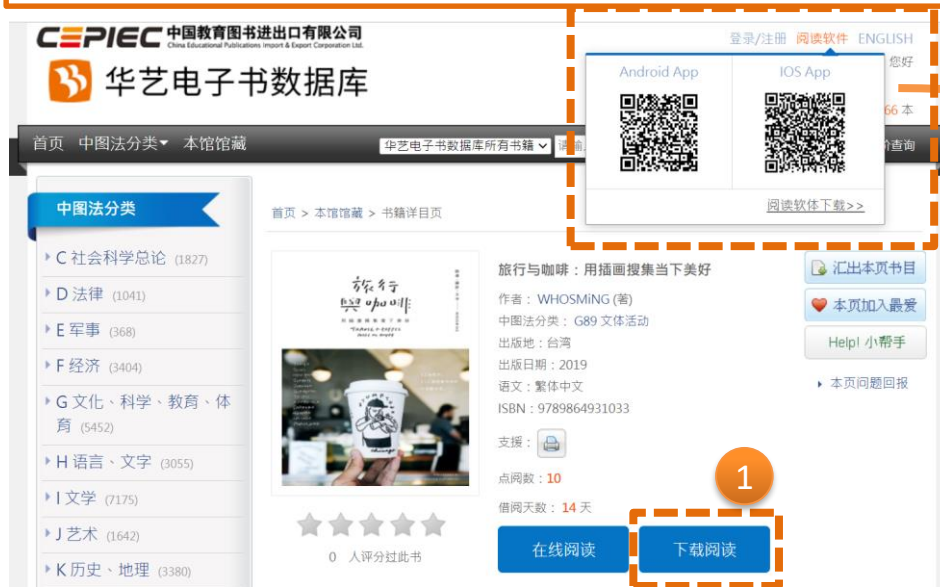 CEPIEC 中国教育图书进出口有限公司
China Educational Publications Import & Export Corporation Ltd.
华艺电子书数据库
登录/注册 阅读软件 ENGLISH
您好
66 本
Android App
IOS App
阅读软体下载>>
首页 中图法分类 本馆馆藏
华艺电子书数据库所有书籍
查询
中图法分类
C 社会科学总论 (1827)
D 法律 (1041)
E 军事 (368)
F 经济 (3404)
G 文化、科学、教育、体
育 (5452)
H 语言、文字 (3055)
I 文学 (7175)
J 艺术 (1642)
K 历史、地理 (3380)
首页 > 本馆馆藏 > 书籍详目页
旅行
與咖啡
0 人评分过此书
旅行与咖啡：用插画搜集当下美好
作者： WHOSMiNG (著)
中图法分类： G89 文体活动
出版地：台湾
出版日期：2019
语文：繁体中文
ISBN：9789864931033
支援：
点阅数：10
借阅天数： 14 天
1
在线阅读
下载阅读
汇出本页书目
本页加入最爱
Help! 小帮手
本页问题回报